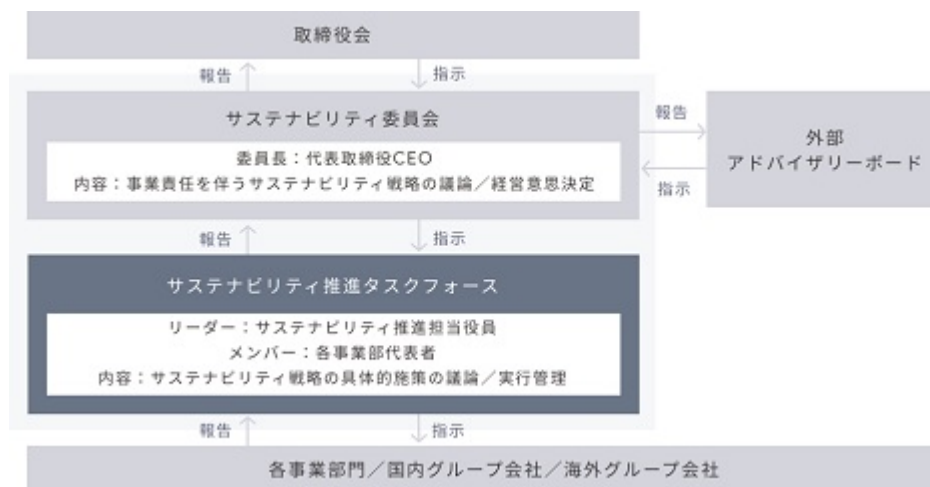 取締役会
報告
指示
サステナビリティ委員会
委員長：代表取締役CEO
内容：事業責任を伴うサステナビリティ戦略の議論／経営意思決定
報告
外部
アドバイザリーボード
指示
報告
指示
サステナビリティ推進タスクフォース
リーダー：サステナビリティ推進担当役員
メンバー：各事業部代表者
内容：サステナビリティ戦略の具体的施策の議論／実行管理
報告
指示
各事業部門／国内グループ会社／海外グループ会社